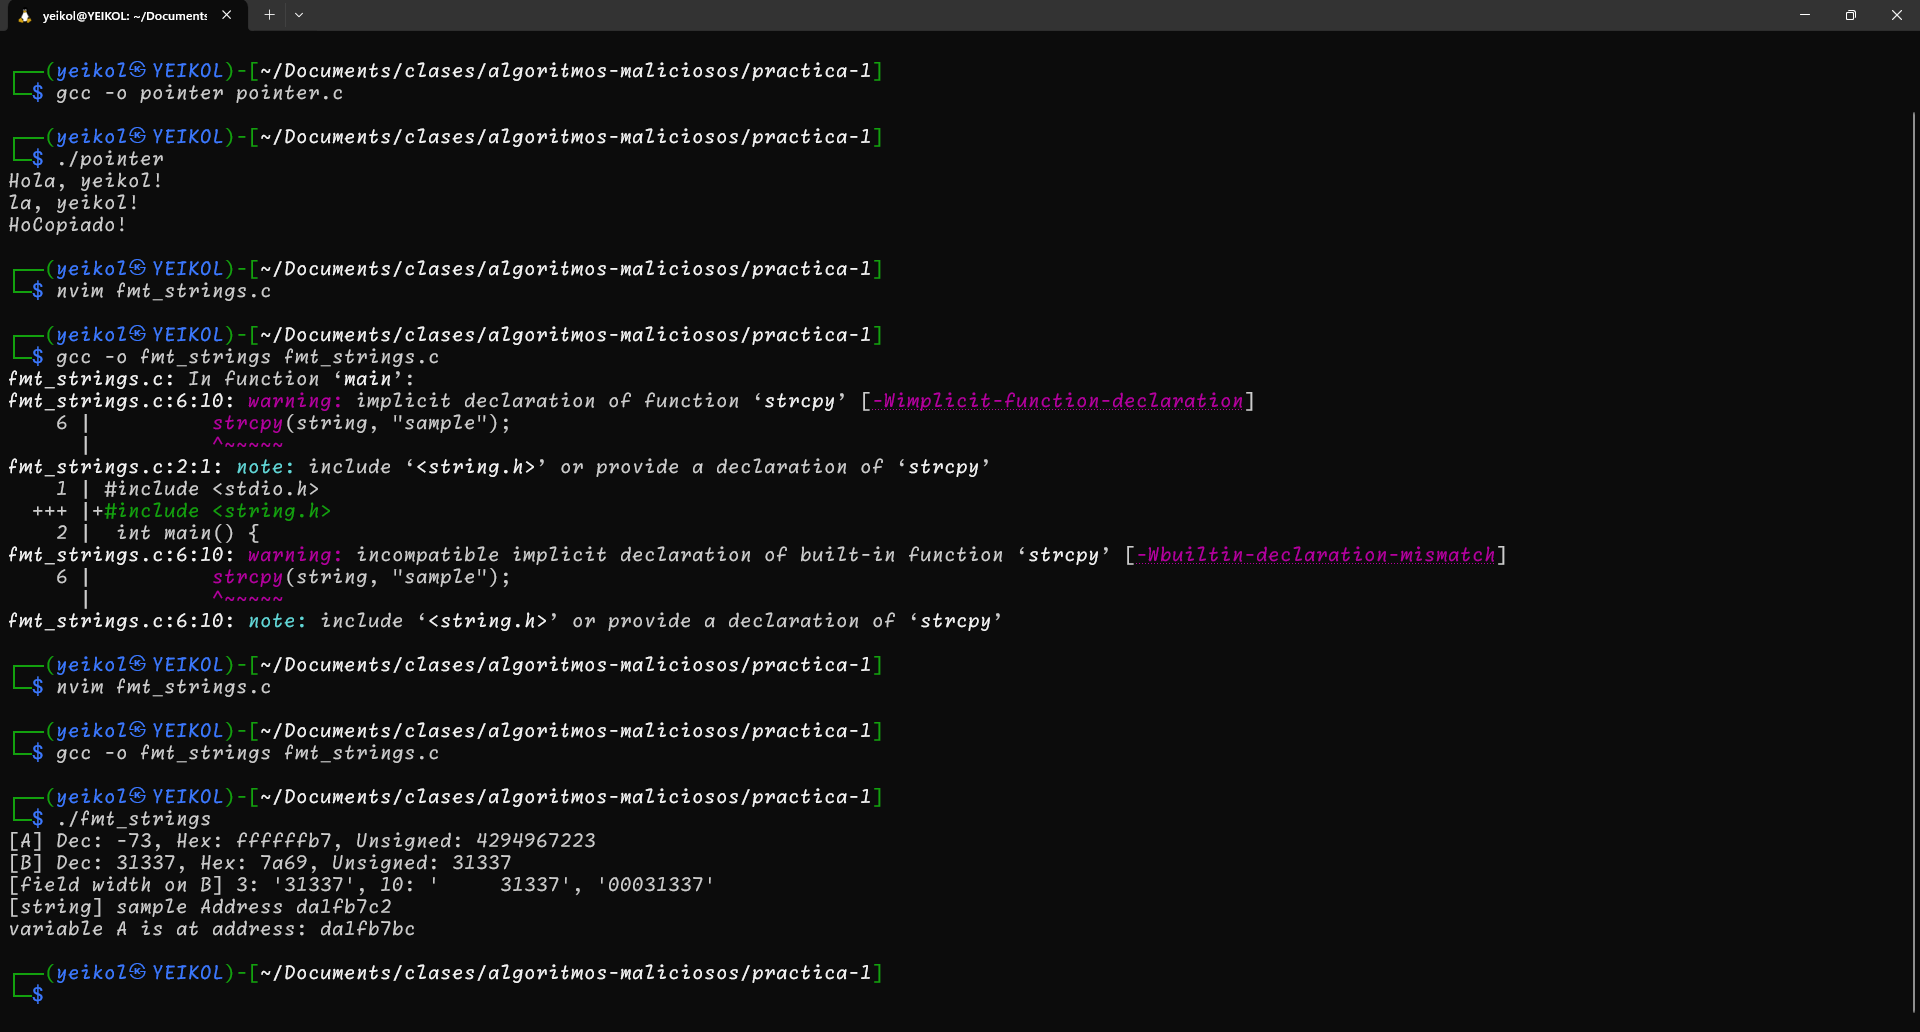 yeikol@YEIKOL: ~/Documents
┌──(yeikol㉿YEIKOL)-[~/Documents/clases/algoritmos-maliciosos/practica-1]
└─$ gcc -o pointer pointer.c
┌──(yeikol㉿YEIKOL)-[~/Documents/clases/algoritmos-maliciosos/practica-1]
└─$ ./pointer
Hola, yeikol!
la, yeikol!
HoCopiado!
┌──(yeikol㉿YEIKOL)-[~/Documents/clases/algoritmos-maliciosos/practica-1]
└─$ nvim fmt_strings.c
┌──(yeikol㉿YEIKOL)-[~/Documents/clases/algoritmos-maliciosos/practica-1]
└─$ gcc -o fmt_strings fmt_strings.c
fmt_strings.c: In function ‘main’:
fmt_strings.c:6:10: warning: implicit declaration of function ‘strcpy’ [-Wimplicit-function-declaration]
    6 |          strcpy(string, "sample");
      |          ^~~~~~
fmt_strings.c:2:1: note: include ‘<string.h>’ or provide a declaration of ‘strcpy’
    1 | #include <stdio.h>
  +++ |+#include <string.h>
    2 |  int main() {
fmt_strings.c:6:10: warning: incompatible implicit declaration of built-in function ‘strcpy’ [-Wbuiltin-declaration-mismatch]
    6 |          strcpy(string, "sample");
      |          ^~~~~~
fmt_strings.c:6:10: note: include ‘<string.h>’ or provide a declaration of ‘strcpy’
┌──(yeikol㉿YEIKOL)-[~/Documents/clases/algoritmos-maliciosos/practica-1]
└─$ nvim fmt_strings.c
┌──(yeikol㉿YEIKOL)-[~/Documents/clases/algoritmos-maliciosos/practica-1]
└─$ gcc -o fmt_strings fmt_strings.c
┌──(yeikol㉿YEIKOL)-[~/Documents/clases/algoritmos-maliciosos/practica-1]
└─$ ./fmt_strings
[A] Dec: -73, Hex: ffffffb7, Unsigned: 4294967223
[B] Dec: 31337, Hex: 7a69, Unsigned: 31337
[field width on B] 3: '31337', 10: '     31337', '00031337'
[string] sample Address da1fb7c2
variable A is at address: da1fb7bc
┌──(yeikol㉿YEIKOL)-[~/Documents/clases/algoritmos-maliciosos/practica-1]
└─$